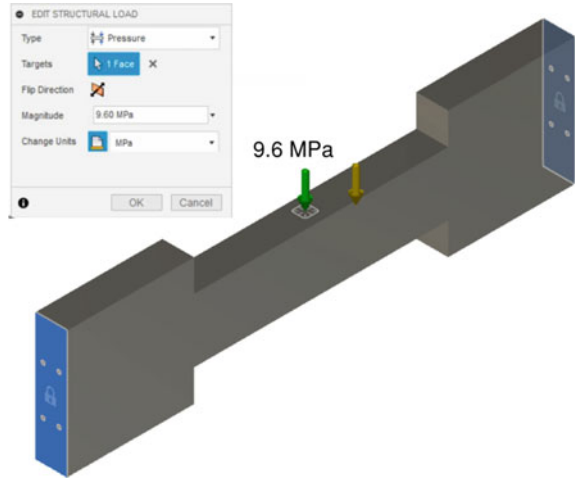 EDIT STRUCTURAL LOAD
Type Pressure
Targets 1 Face ×
Flip Direction
Magnitude 9.60 MPa
Change Units MPa
OK Cancel
9.6 MPa